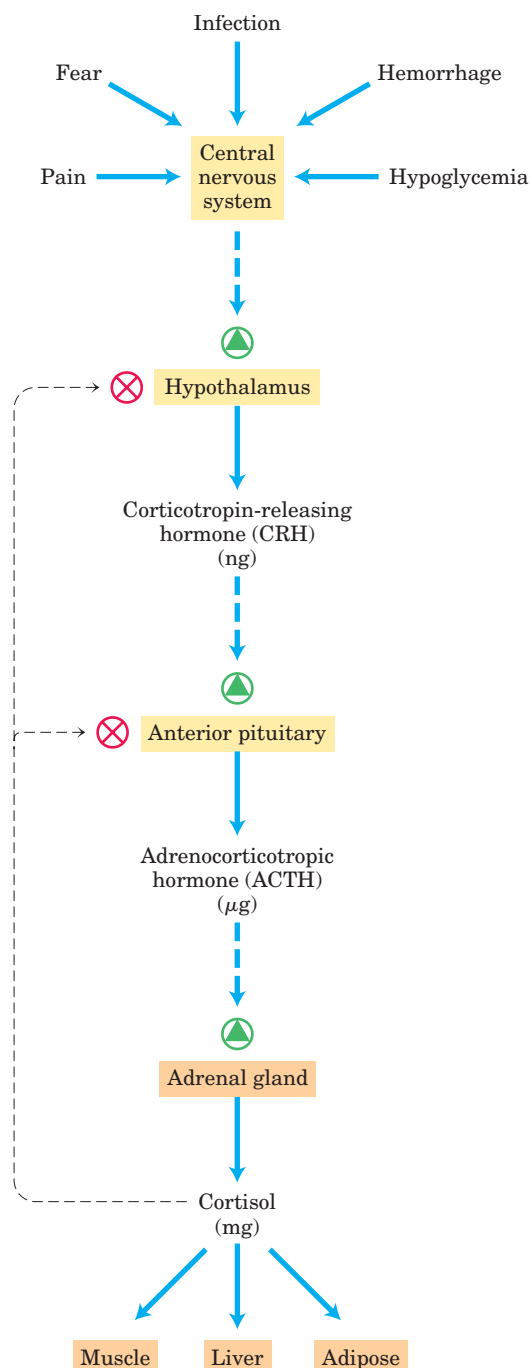 Infection
Fear
Hemorrhage
Central
nervous
system
Pain
Hypoglycemia
Hypothalamus
Corticotropin-releasing
hormone (CRH)
(ng)
Anterior pituitary
Adrenocorticotropic
hormone (ACTH)
(μg)
Adrenal gland
Cortisol
(mg)
Muscle
Liver
Adipose